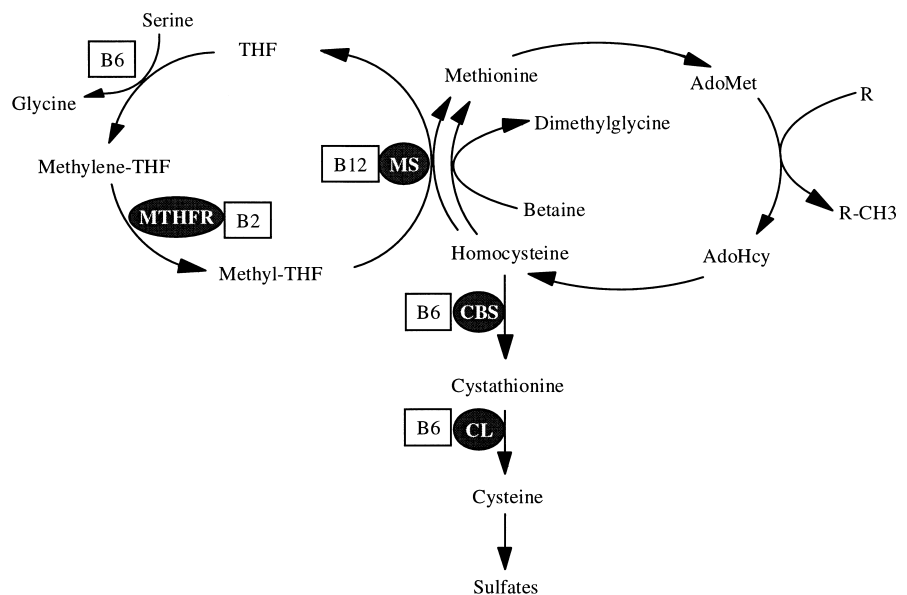 Serine
B6
THF
Glycine
Methionine
AdoMet
R
Dimethylglycine
Methylene-THF
B12
MS
MTHFR
B2
Betaine
R-CH3
Methyl-THF
Homocysteine
AdoHcy
B6
CBS
Cystathionine
B6
CL
Cysteine
Sulfates